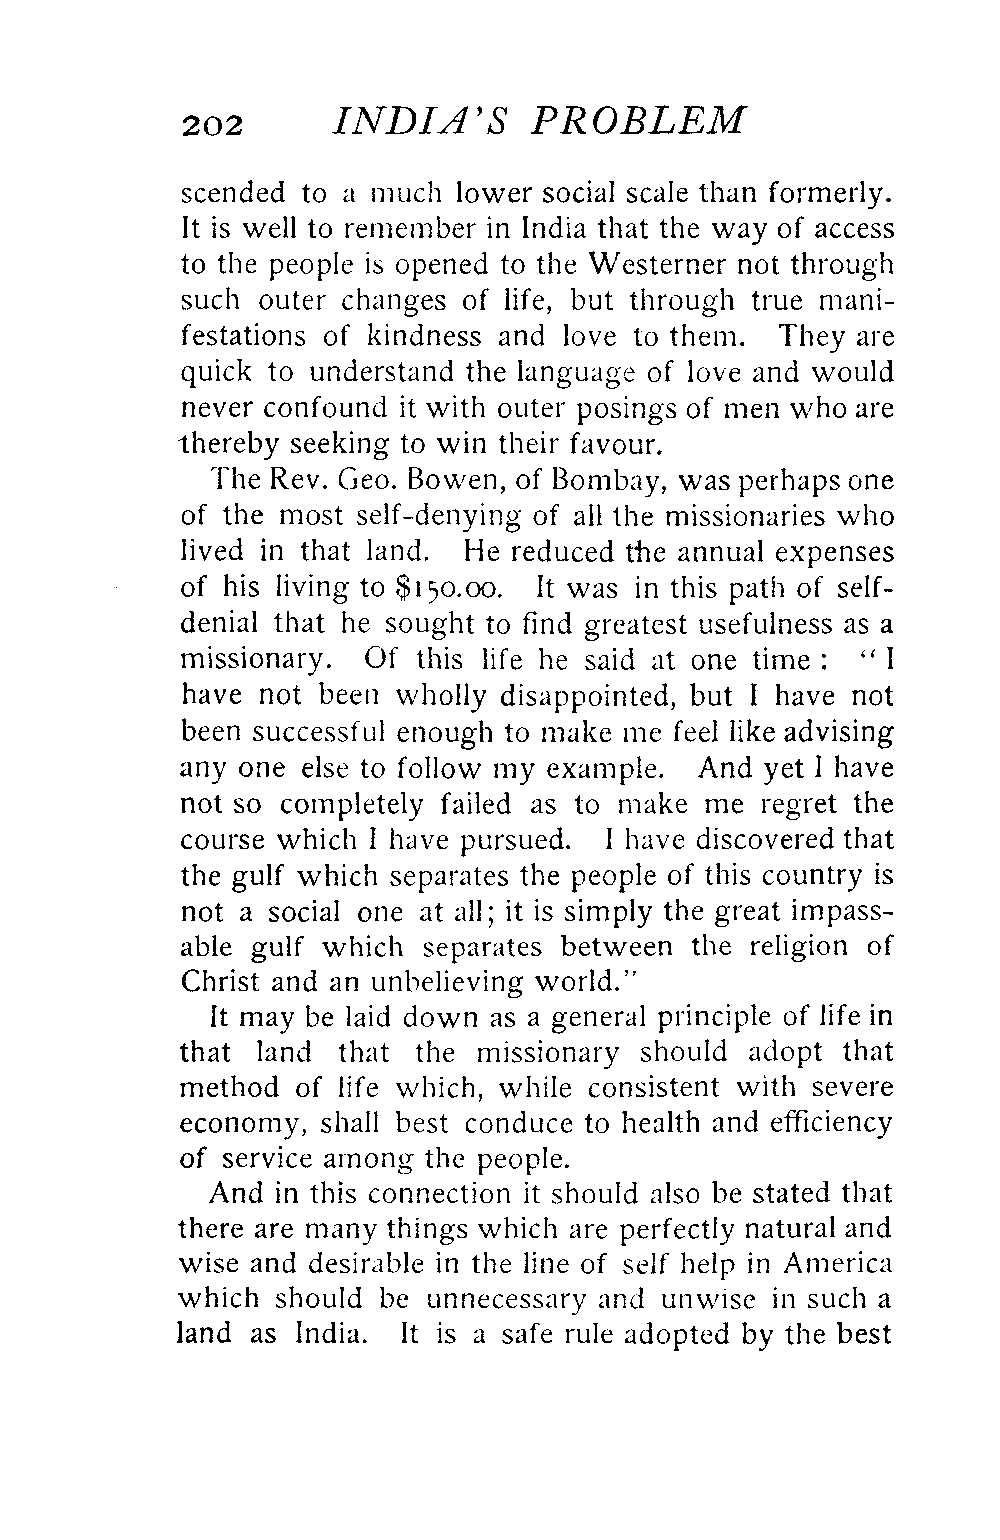 202 INDIA'S PROBLEM
scended to a much lower social scale than formerly.
It is well to remember in India that the way of access
to the people is opened to the Westerner not through
such outer changes of life, but through true mani-
festations of kindness and love to them. They are
quick to understand the language of love and would
never confound it with outer posings of men who are
thereby seeking to win their favour.
The Rev. Geo. Bowen, of Bombay, was perhaps one
of the most self-denying of all the missionaries who
lived in that land. He reduced the annual expenses
of his living to $150.00. It was in this path of self-
denial that he sought to find greatest usefulness as a
missionary. Of this life he said at one time : "I
have not been wholly disappointed, but I have not
been successful enough to make me feel like advising
any one else to follow my example. And yet I have
not so completely failed as to make me regret the
course which I have pursued. I have discovered that
the gulf which separates the people of this country is
not a social one at all; it is simply the great impass-
able gulf which separates between the religion of
Christ and an unbelieving world."
It may be laid down as a general principle of life in
that land that the missionary should adopt that
method of life which, while consistent with severe
economy, shall best conduce to health and efficiency
of service among the people.
And in this connection it should also be stated that
there are many things which are perfectly natural and
wise and desirable in the line of self help in America
which should be unnecessary and unwise in such a
land as India. It is a safe rule adopted by the best